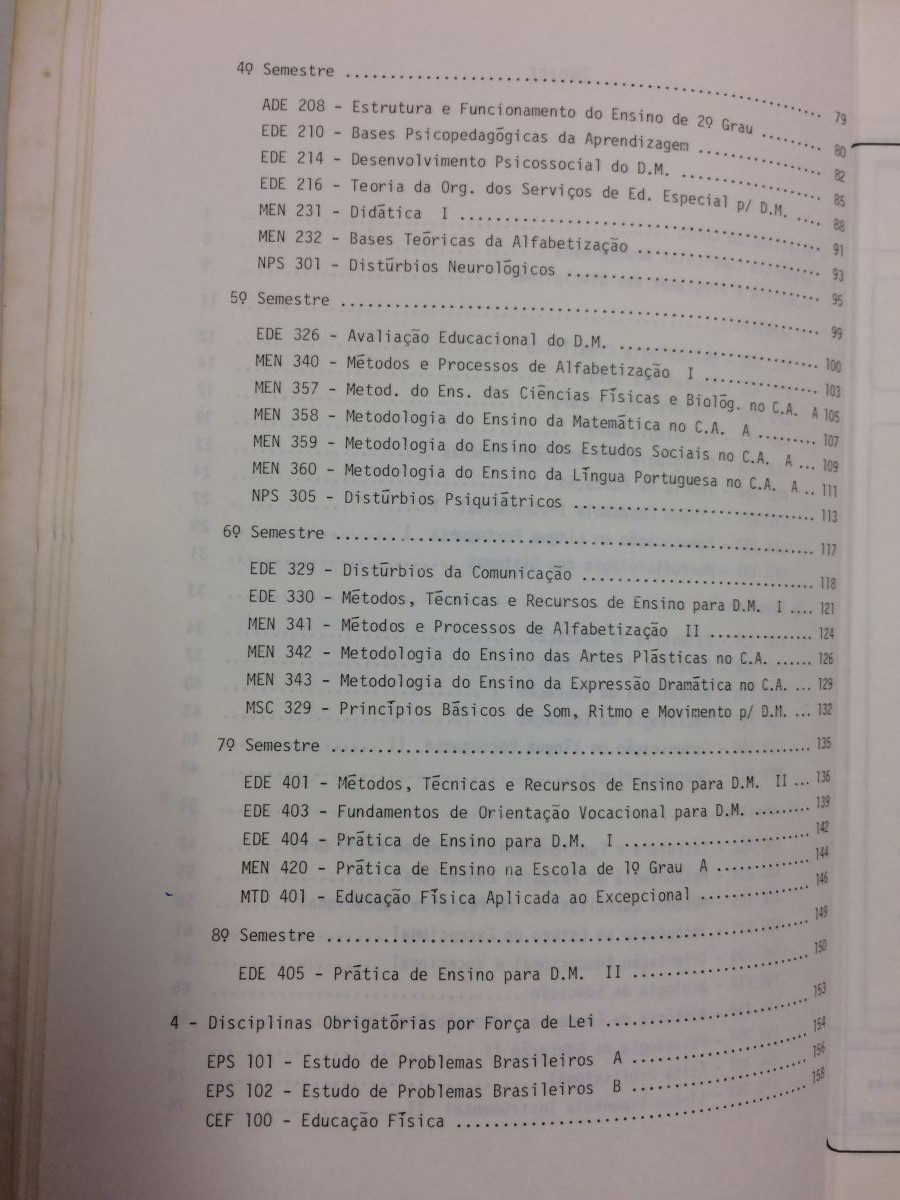 4º Semestre ........ 79
ADE 208 - Estrutura e Funcionamento do Ensino de 2º Grau ........ 80
EDE 210 - Bases Psicopedagógicas da Aprendizagem ........ 82
EDE 214 - Desenvolvimento Psicossocial do D.M. ........ 85
EDE 216 - Teoria da Org. dos Serviços de Ed. Especial p/ D.M. .... 88
MEN 231 - Didática I ........ 91
MEN 232 - Bases Teóricas da Alfabetização ........ 93
NPS 301 - Distúrbios Neurológicos ........ 95
5º Semestre ........ 99
EDE 326 - Avaliação Educacional do D.M. ........ 100
MEN 340 - Métodos e Processos de Alfabetização I ........ 103
MEN 357 - Metod. do Ens. das Ciências Físicas e Biológ. no C.A. A 105
MEN 358 - Metodologia do Ensino da Matemática no C.A. A ......... 107
MEN 359 - Metodologia do Ensino dos Estudos Sociais no C.A. A ... 109
MEN 360 - Metodologia do Ensino da Língua Portuguesa no C.A. A .. 111
NPS 305 - Distúrbios Psiquiátricos ........ 113
6º Semestre ........ 117
EDE 329 - Distúrbios da Comunicação ........ 118
EDE 330 - Métodos, Técnicas e Recursos de Ensino para D.M. I .... 121
MEN 341 - Métodos e Processos de Alfabetização II ........ 124
MEN 342 - Metodologia do Ensino das Artes Plásticas no C.A. ...... 126
MEN 343 - Metodologia do Ensino da Expressão Dramática no C.A. ... 129
MSC 329 - Princípios Básicos de Som, Ritmo e Movimento p/ D.M. ... 132
7º Semestre ........ 135
EDE 401 - Métodos, Técnicas e Recursos de Ensino para D.M. II ... 136
EDE 403 - Fundamentos de Orientação Vocacional para D.M. ......... 139
EDE 404 - Prática de Ensino para D.M. I ........ 142
MEN 420 - Prática de Ensino na Escola de 1º Grau A ........ 144
MTD 401 - Educação Física Aplicada ao Excepcional ........ 146
8º Semestre ........ 149
EDE 405 - Prática de Ensino para D.M. II ........ 150
4 - Disciplinas Obrigatórias por Força de Lei ........ 153
EPS 101 - Estudo de Problemas Brasileiros A ........ 154
EPS 102 - Estudo de Problemas Brasileiros B ........ 156
CEF 100 - Educação Física ........ 158